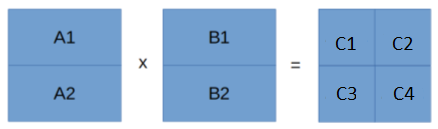 A1 B1 C1 C2
x =
A2 B2 C3 C4